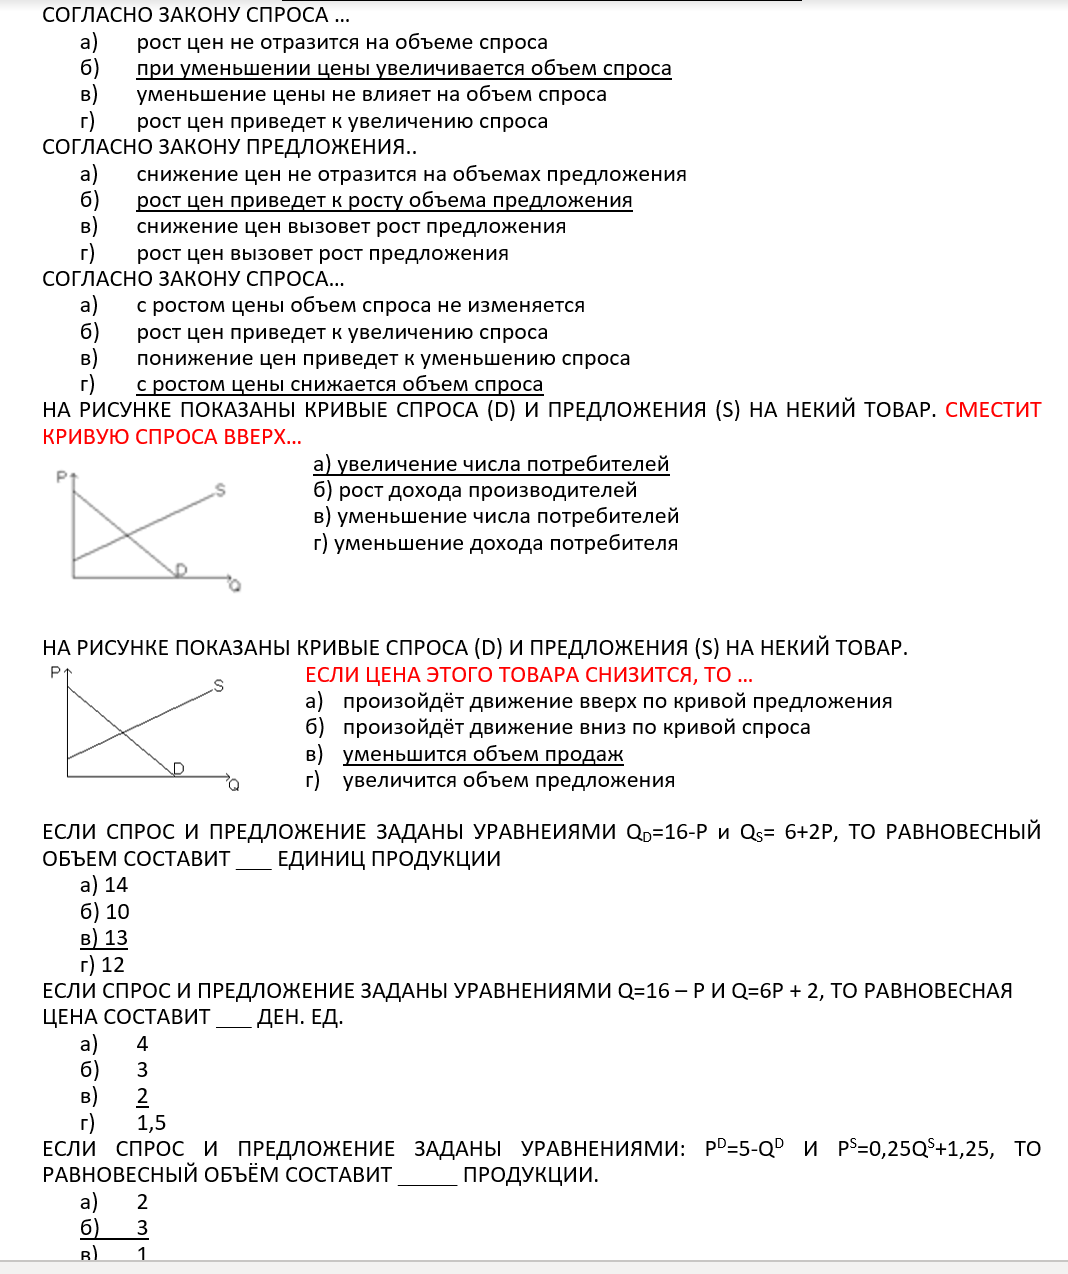 СОГЛАСНО ЗАКОНУ СПРОСА ...
а) рост цен не отразится на объеме спроса
б) при уменьшении цены увеличивается объем спроса
в) уменьшение цены не влияет на объем спроса
г) рост цен приведет к увеличению спроса
СОГЛАСНО ЗАКОНУ ПРЕДЛОЖЕНИЯ..
а) снижение цен не отразится на объемах предложения
б) рост цен приведет к росту объема предложения
в) снижение цен вызовет рост предложения
г) рост цен вызовет рост предложения
СОГЛАСНО ЗАКОНУ СПРОСА...
а) с ростом цены объем спроса не изменяется
б) рост цен приведет к увеличению спроса
в) понижение цен приведет к уменьшению спроса
г) с ростом цены снижается объем спроса
НА РИСУНКЕ ПОКАЗАНЫ КРИВЫЕ СПРОСА (D) И ПРЕДЛОЖЕНИЯ (S) НА НЕКИЙ ТОВАР. СМЕСТИТ
КРИВУЮ СПРОСА ВВЕРХ...
а) увеличение числа потребителей
б) рост дохода производителей
в) уменьшение числа потребителей
г) уменьшение дохода потребителя
P
S
D
Q
НА РИСУНКЕ ПОКАЗАНЫ КРИВЫЕ СПРОСА (D) И ПРЕДЛОЖЕНИЯ (S) НА НЕКИЙ ТОВАР.
ЕСЛИ ЦЕНА ЭТОГО ТОВАРА СНИЗИТСЯ, ТО ...
а) произойдёт движение вверх по кривой предложения
б) произойдёт движение вниз по кривой спроса
в) уменьшится объем продаж
г) увеличится объем предложения
P
S
D
Q
ЕСЛИ СПРОС И ПРЕДЛОЖЕНИЕ ЗАДАНЫ УРАВНЕИЯМИ QD=16-P и QS= 6+2P, ТО РАВНОВЕСНЫЙ
ОБЪЕМ СОСТАВИТ ___ ЕДИНИЦ ПРОДУКЦИИ
а) 14
б) 10
в) 13
г) 12
ЕСЛИ СПРОС И ПРЕДЛОЖЕНИЕ ЗАДАНЫ УРАВНЕНИЯМИ Q=16 – P И Q=6P + 2, ТО РАВНОВЕСНАЯ
ЦЕНА СОСТАВИТ ___ ДЕН. ЕД.
а) 4
б) 3
в) 2
г) 1,5
ЕСЛИ СПРОС И ПРЕДЛОЖЕНИЕ ЗАДАНЫ УРАВНЕНИЯМИ: PD=5-QD И PS=0,25QS+1,25, ТО
РАВНОВЕСНЫЙ ОБЪЁМ СОСТАВИТ _____ ПРОДУКЦИИ.
а) 2
б) 3
в) 1